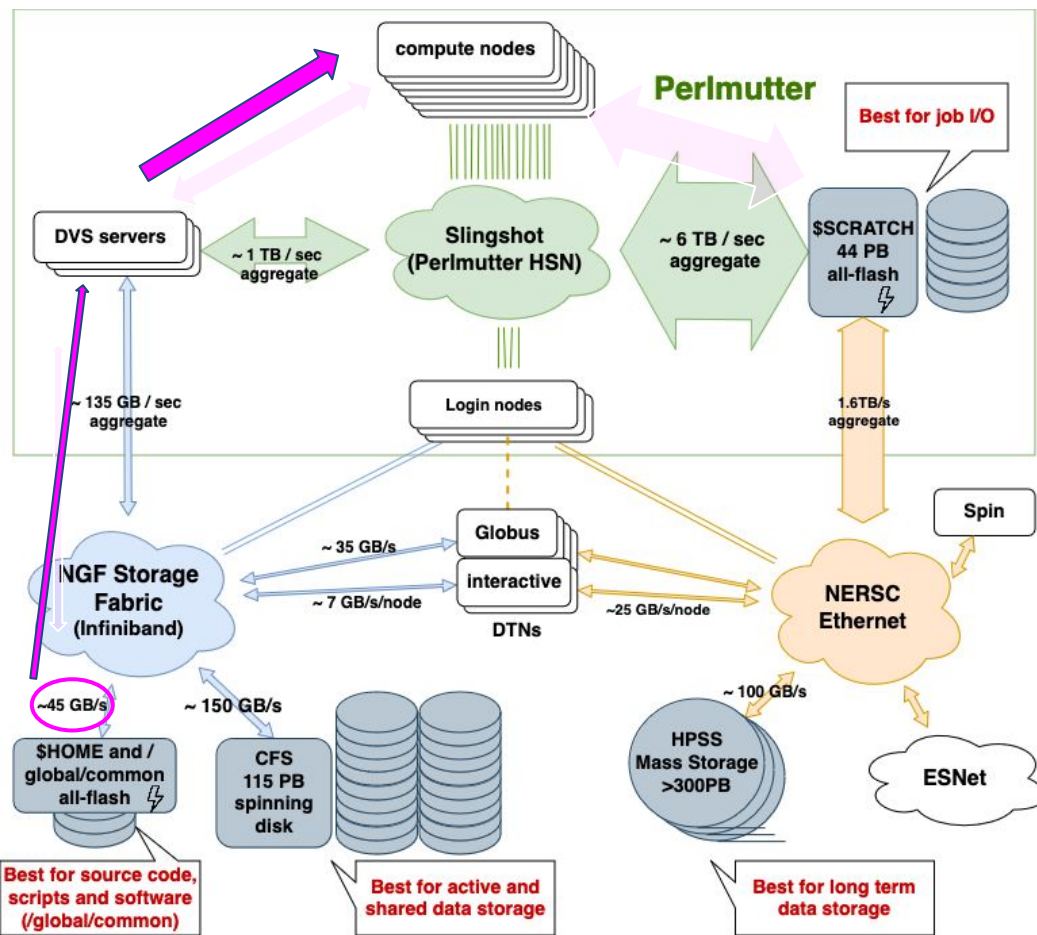 compute nodes
Perlmutter
Best for job I/O
DVS servers
~ 1 TB / sec
aggregate
Slingshot
(Perlmutter HSN)
~ 6 TB / sec
aggregate
$SCRATCH
44 PB
all-flash
~ 135 GB / sec
aggregate
Login nodes
1.6TB/s
aggregate
Spin
~ 35 GB/s
Globus
NGF Storage
Fabric
(Infiniband)
interactive
~ 7 GB/s/node
~25 GB/s/node
DTNs
NERSC
Ethernet
~45 GB/s
~ 150 GB/s
~ 100 GB/s
$HOME and /
global/common
all-flash
CFS
115 PB
spinning
disk
HPSS
Mass Storage
>300PB
ESNet
Best for source code,
scripts and software
(/global/common)
Best for active and
shared data storage
Best for long term
data storage